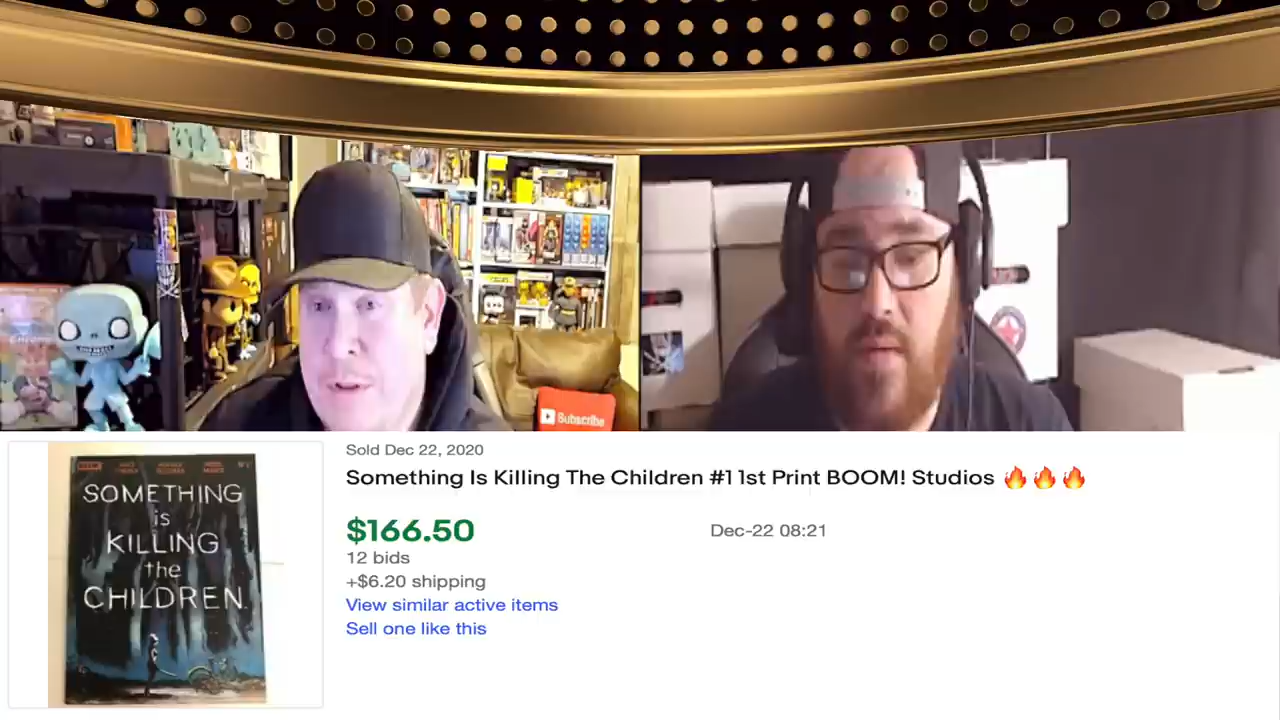 Subscribe
SOMETHING
is
KILLING
the
CHILDREN
Sold Dec 22, 2020
Something Is Killing The Children #1 1st Print BOOM! Studios 🔥🔥🔥
$166.50
Dec-22 08:21
12 bids
+$6.20 shipping
View similar active items
Sell one like this